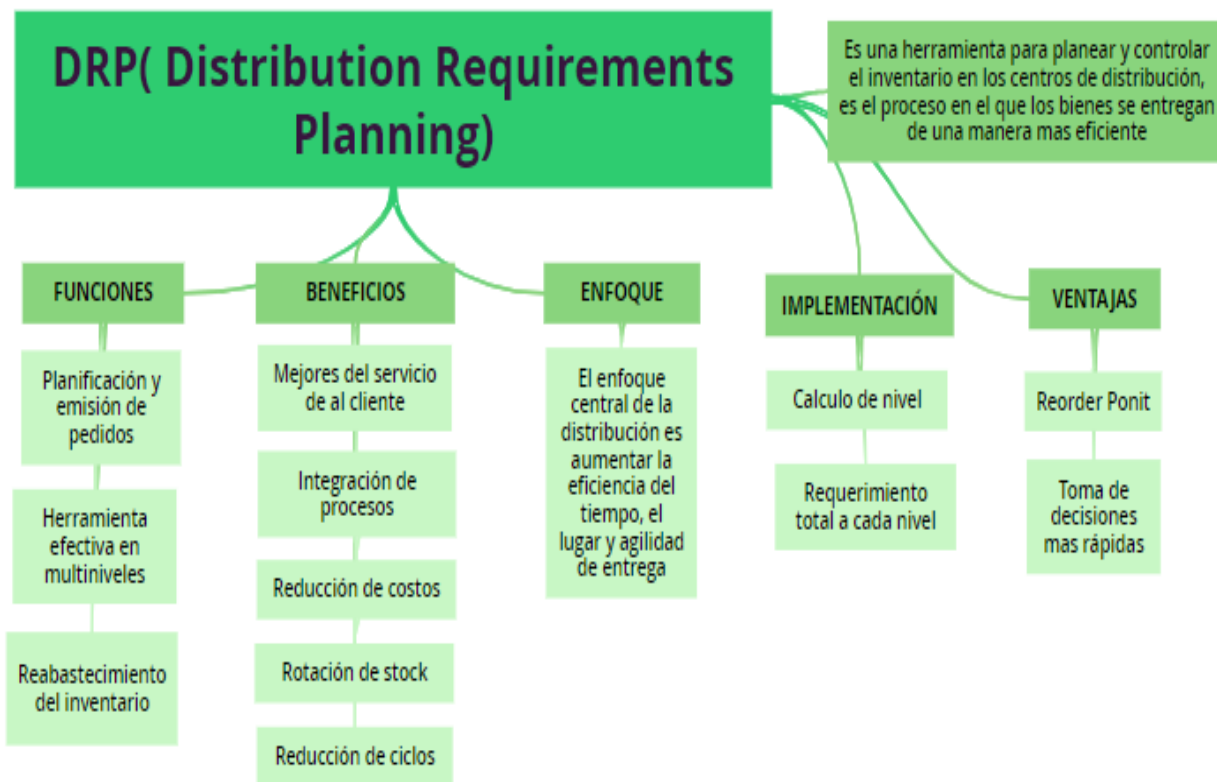 DRP( Distribution Requirements
Planning)
Es una herramienta para planear y controlar
el inventario en los centros de distribución,
es el proceso en el que los bienes se entregan
de una manera mas eficiente
FUNCIONES
Planificación y
emisión de
pedidos
Herramienta
efectiva en
multiniveles
Reabastecimiento
del inventario
BENEFICIOS
Mejores del servicio
de al cliente
Integración de
procesos
Reducción de costos
Rotación de stock
Reducción de ciclos
ENFOQUE
El enfoque
central de la
distribución es
aumentar la
eficiencia del
tiempo, el
lugar y agilidad
de entrega
IMPLEMENTACIÓN
Calculo de nivel
Requerimiento
total a cada nivel
VENTAJAS
Reorder Ponit
Toma de
decisiones
mas rápidas